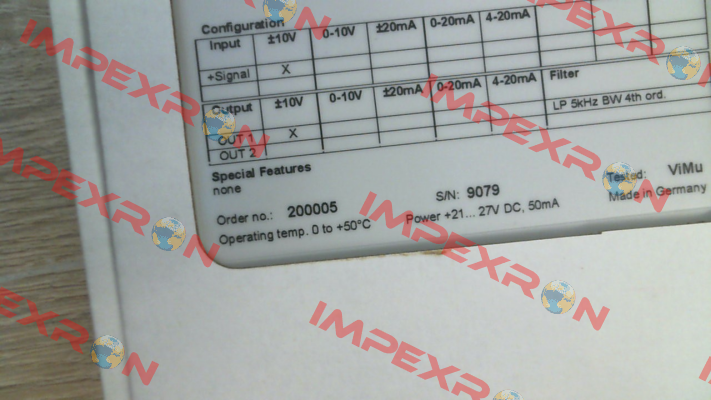 Configuration
Input ±10V 0-10V ±20mA 0-20mA 4-20mA
+Signal X
Output ±10V 0-10V ±20mA 0-20mA 4-20mA Filter
OUT 1 X LP 5kHz BW 4th ord.
OUT 2
Special Features
none
Order no.: 200005 S/N: 9079 Tested: ViMu
Operating temp. 0 to +50°C Power +21... 27V DC, 50mA Made in Germany
IMPEXRON
IMPEXRON
IMPEXRON
IMPEXRON
IMPEXRON
IMPEXRON